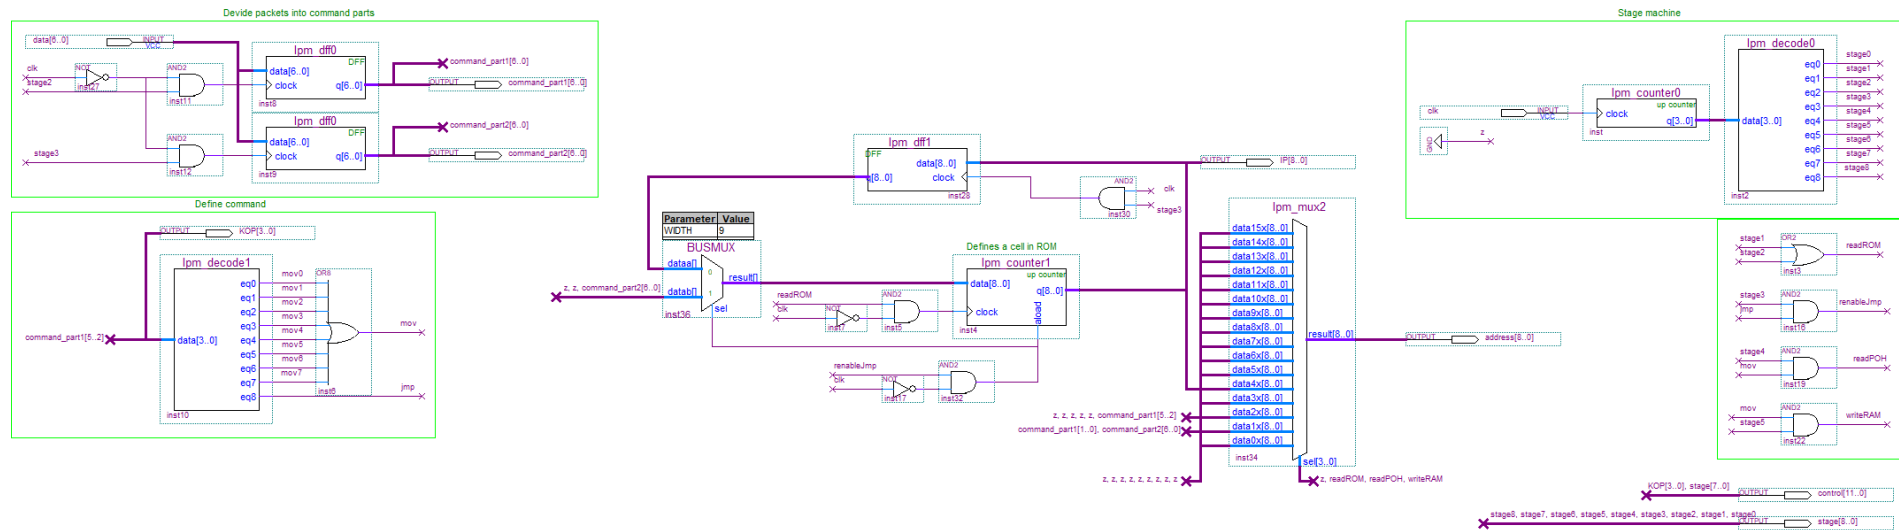 Devide packets into command parts
data[6..0]
INPUT
VCC
clk
NOT
inst27
stage2
AND2
inst11
lpm_dff0
DFF
data[6..0]
clock
q[6..0]
inst8
command_part1[6..0]
OUTPUT
command_part1[6..0]
stage3
AND2
inst12
lpm_dff0
DFF
data[6..0]
clock
q[6..0]
inst9
command_part2[6..0]
OUTPUT
command_part2[6..0]
Define command
OUTPUT
KOP[3..0]
command_part1[5..2]
lpm_decode1
data[3..0]
eq0
eq1
eq2
eq3
eq4
eq5
eq6
eq7
eq8
inst10
mov0
mov1
mov2
mov3
mov4
mov5
mov6
mov7
OR8
inst6
mov
jmp
lpm_dff1
DFF
data[8..0]
q[8..0]
clock
inst28
OUTPUT
IP[8..0]
AND2
inst30
clk
stage3
Parameter Value
WIDTH 9
BUSMUX
dataa[]
datab[]
0
1
result[]
sel
inst36
z, z, command_part2[6..0]
Defines a cell in ROM
lpm_counter1
up counter
data[8..0]
q[8..0]
clock
aload
inst4
readROM
clk
NOT
inst7
AND2
inst5
renableJmp
clk
NOT
inst17
AND2
inst32
lpm_mux2
data15x[8..0]
data14x[8..0]
data13x[8..0]
data12x[8..0]
data11x[8..0]
data10x[8..0]
data9x[8..0]
data8x[8..0]
data7x[8..0]
data6x[8..0]
data5x[8..0]
data4x[8..0]
data3x[8..0]
data2x[8..0]
data1x[8..0]
data0x[8..0]
result[8..0]
sel[3..0]
inst34
z, z, z, z, z, command_part1[5..2]
command_part1[1..0], command_part2[6..0]
z, z, z, z, z, z, z, z, z
z, readROM, readPOH, writeRAM
OUTPUT
address[8..0]
Stage machine
clk
INPUT
VCC
GND
z
lpm_counter0
up counter
clock
q[3..0]
inst
lpm_decode0
data[3..0]
eq0
eq1
eq2
eq3
eq4
eq5
eq6
eq7
eq8
inst2
stage0
stage1
stage2
stage3
stage4
stage5
stage6
stage7
stage8
stage1
stage2
OR2
inst3
readROM
stage3
jmp
AND2
inst16
renableJmp
stage4
mov
AND2
inst19
readPOH
mov
stage5
AND2
inst22
writeRAM
KOP[3..0], stage[7..0]
OUTPUT
control[11..0]
stage8, stage7, stage6, stage5, stage4, stage3, stage2, stage1, stage0
OUTPUT
stage[8..0]